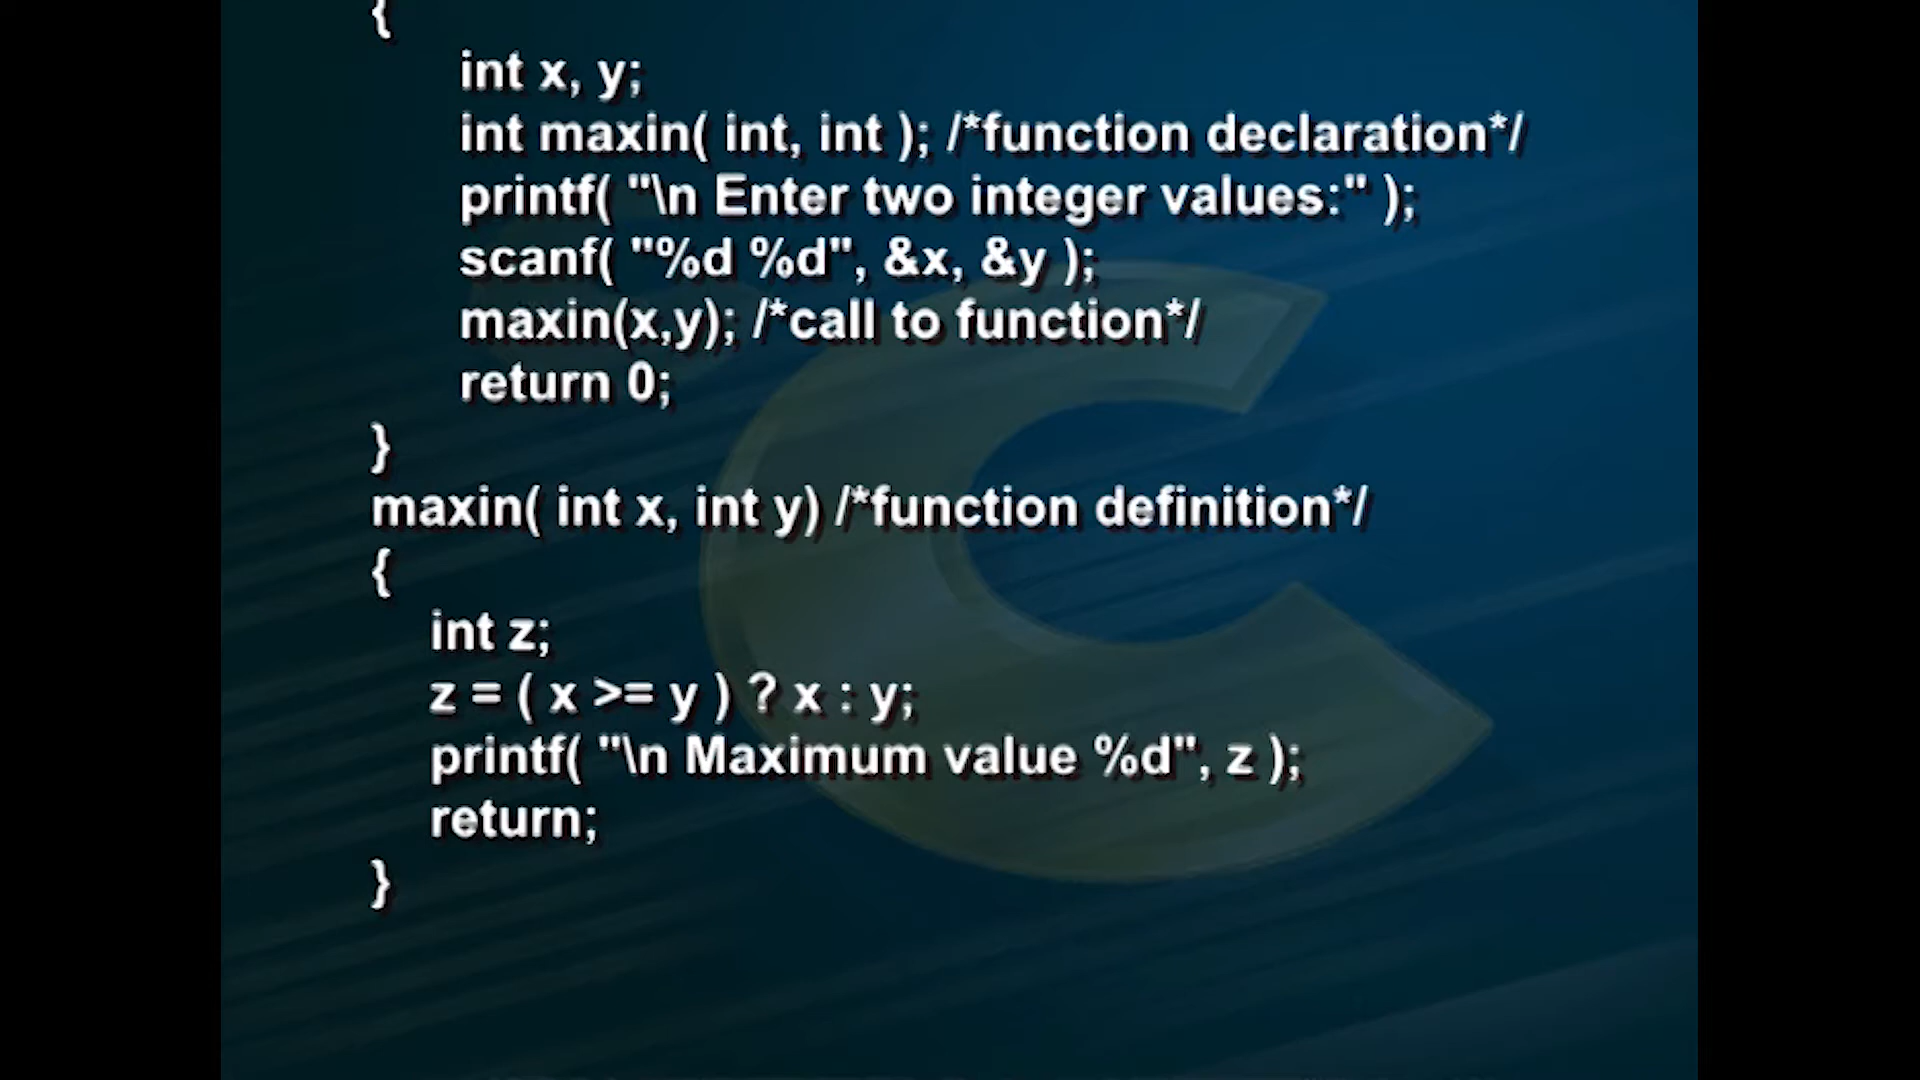 {
int x, y;
int maxin( int, int ); /*function declaration*/
printf( "\n Enter two integer values:" );
scanf( "%d %d", &x, &y );
maxin(x,y); /*call to function*/
return 0;
}
maxin( int x, int y) /*function definition*/
{
int z;
z = ( x >= y ) ? x : y;
printf( "\n Maximum value %d", z );
return;
}